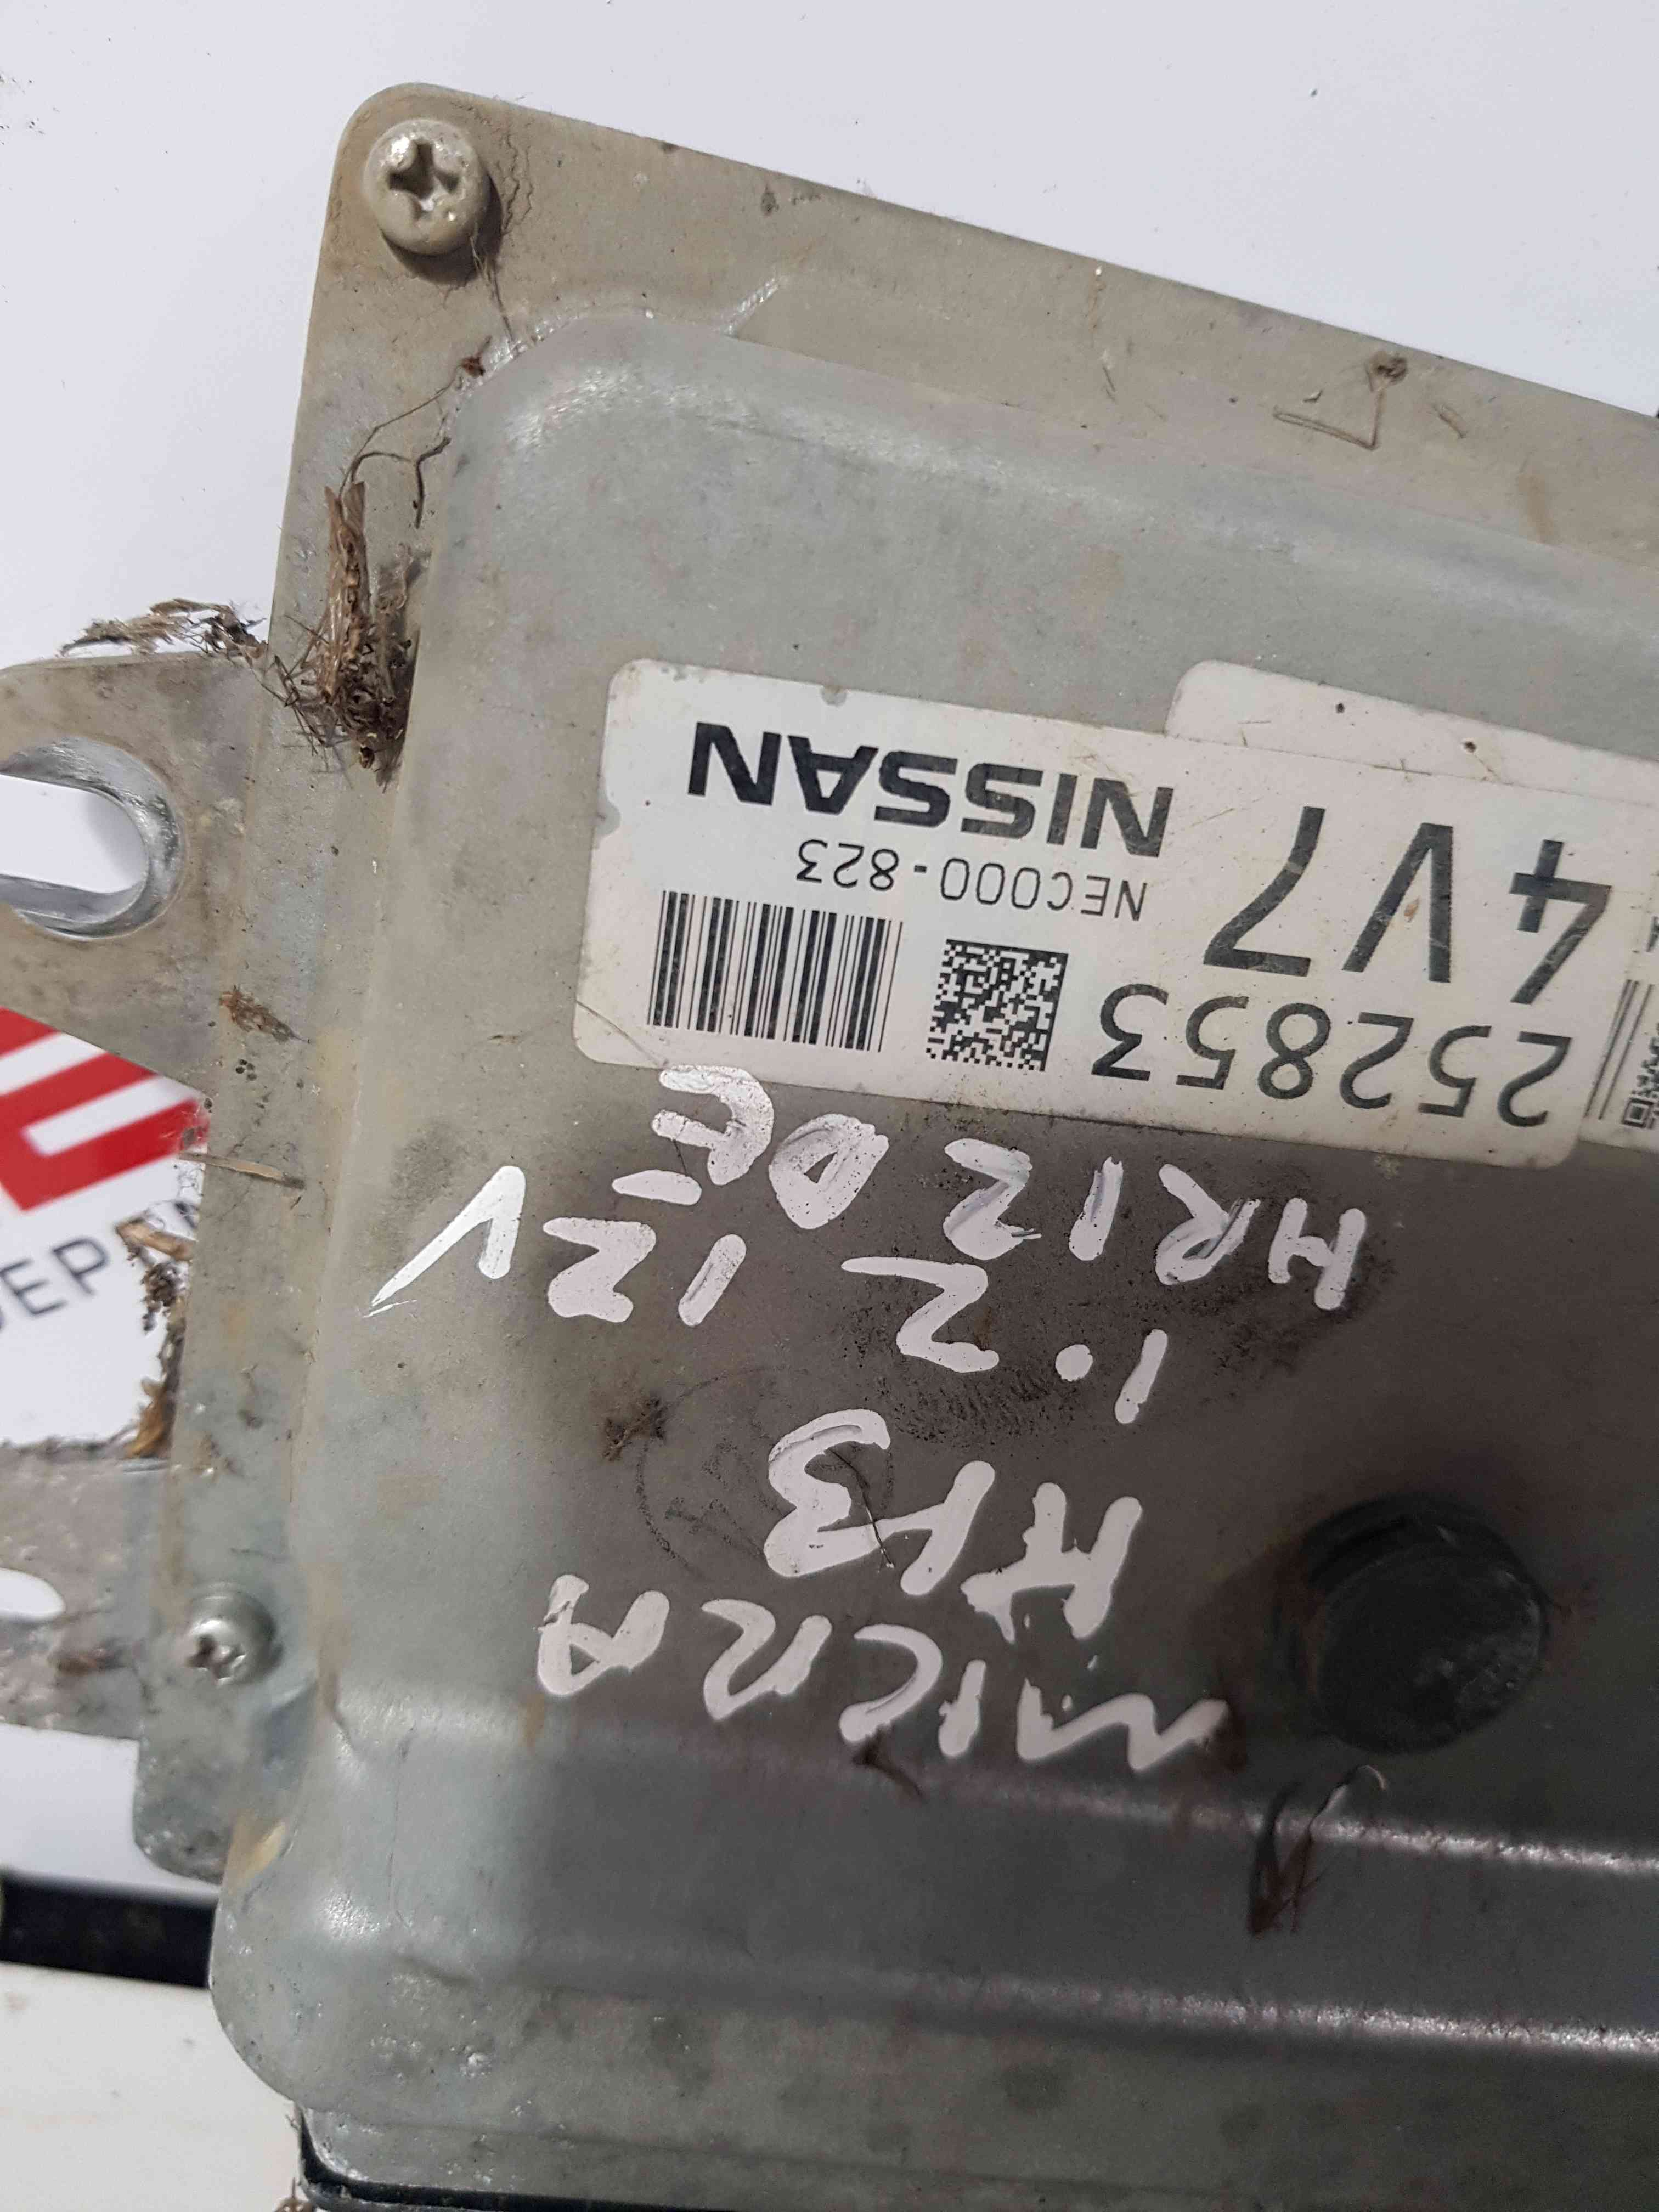 MICRA
K13
1.2 12V
HR12DE
252853
4V7
NEC000-823
NISSAN